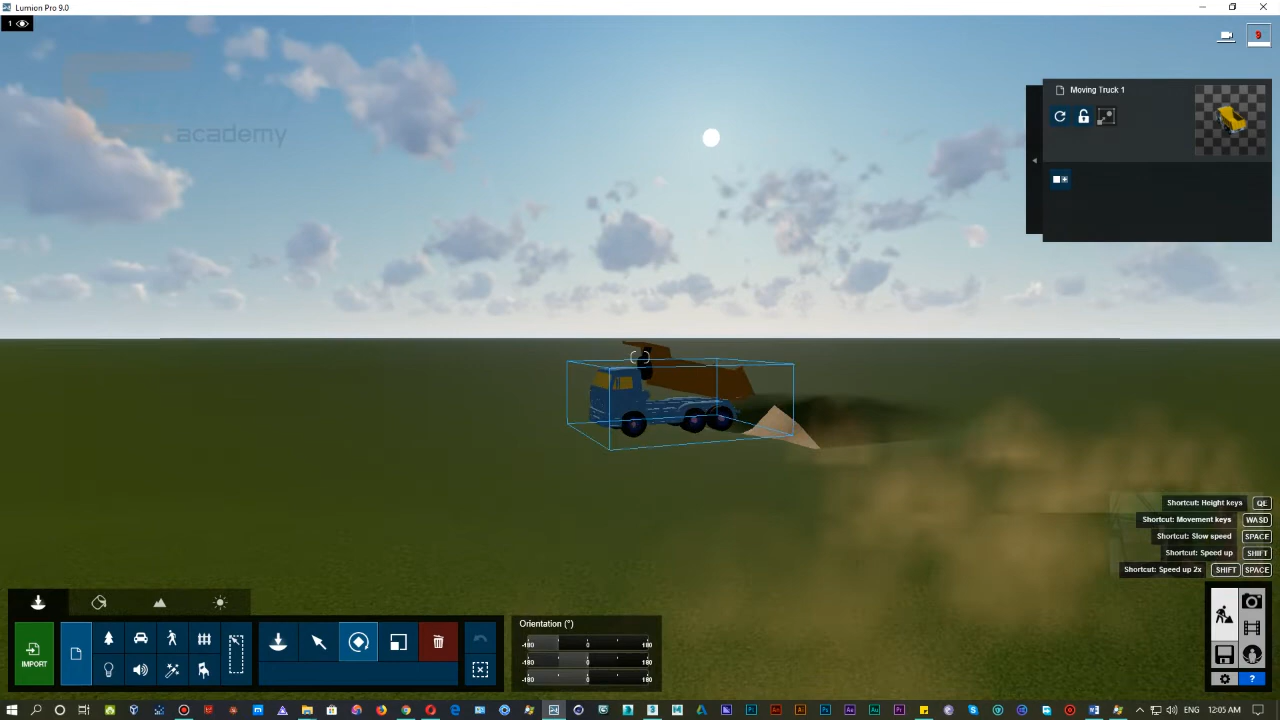 Lumion Pro 9.0
1
9
academy
Moving Truck 1
Shortcut: Height keys QE
Shortcut: Movement keys WASD
Shortcut: Slow speed SPACE
Shortcut: Speed up SHIFT
Shortcut: Speed up 2x SHIFT SPACE
IMPORT
Orientation (°)
-180 0 180
-180 0 180
-180 0 180
?
ENG 12:05 AM